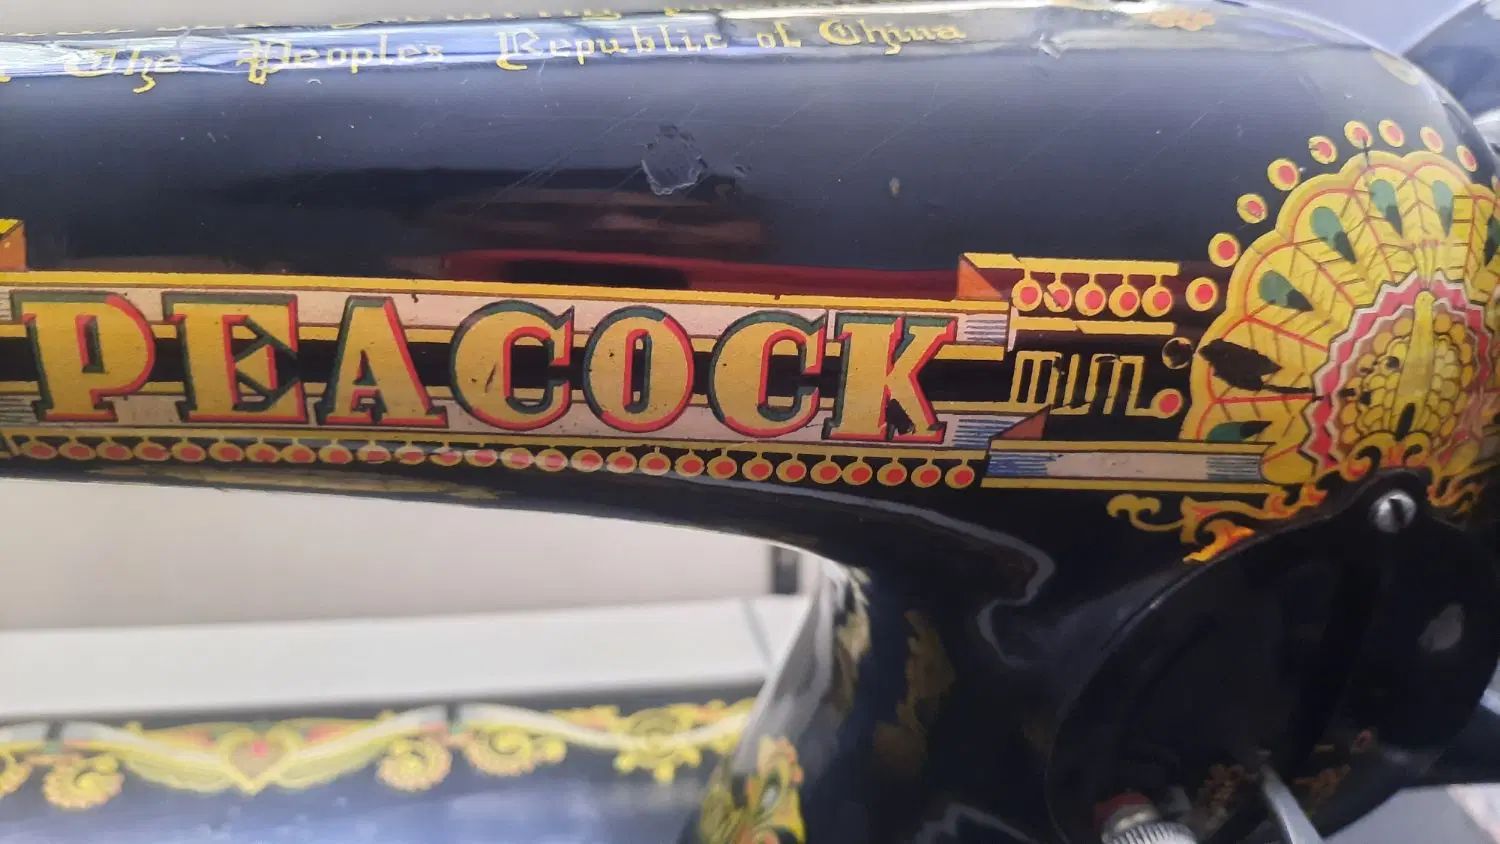 The Peoples Republic of China
PEACOCK